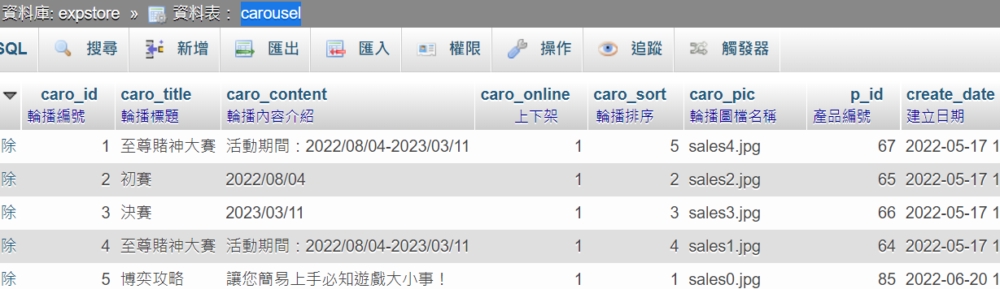 資料庫: expstore » 資料表： carousel
SQL 搜尋 新增 匯出 匯入 權限 操作 追蹤 觸發器
caro_id caro_title caro_content caro_online caro_sort caro_pic p_id create_date
輪播編號 輪播標題 輪播內容介紹 上下架 輪播排序 輪播圖檔名稱 產品編號 建立日期
除 1 至尊賭神大賽 活動期間：2022/08/04-2023/03/11 1 5 sales4.jpg 67 2022-05-17 1
除 2 初賽 2022/08/04 1 2 sales2.jpg 65 2022-05-17 1
除 3 決賽 2023/03/11 1 3 sales3.jpg 66 2022-05-17 1
除 4 至尊賭神大賽 活動期間：2022/08/04-2023/03/11 1 4 sales1.jpg 64 2022-05-17 1
除 5 博奕攻略 讓您簡易上手必知遊戲大小事！ 1 1 sales0.jpg 85 2022-06-20 1